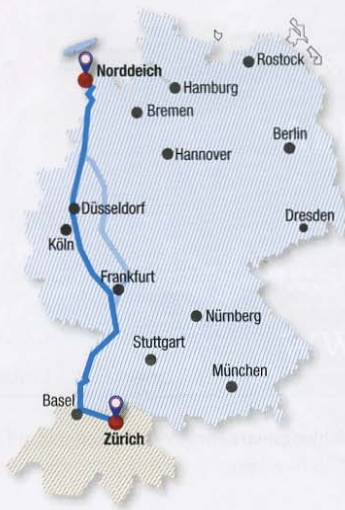 Rostock
Norddeich
Hamburg
Bremen
Berlin
Hannover
Düsseldorf
Dresden
Köln
Frankfurt
Nürnberg
Stuttgart
München
Basel
Zürich